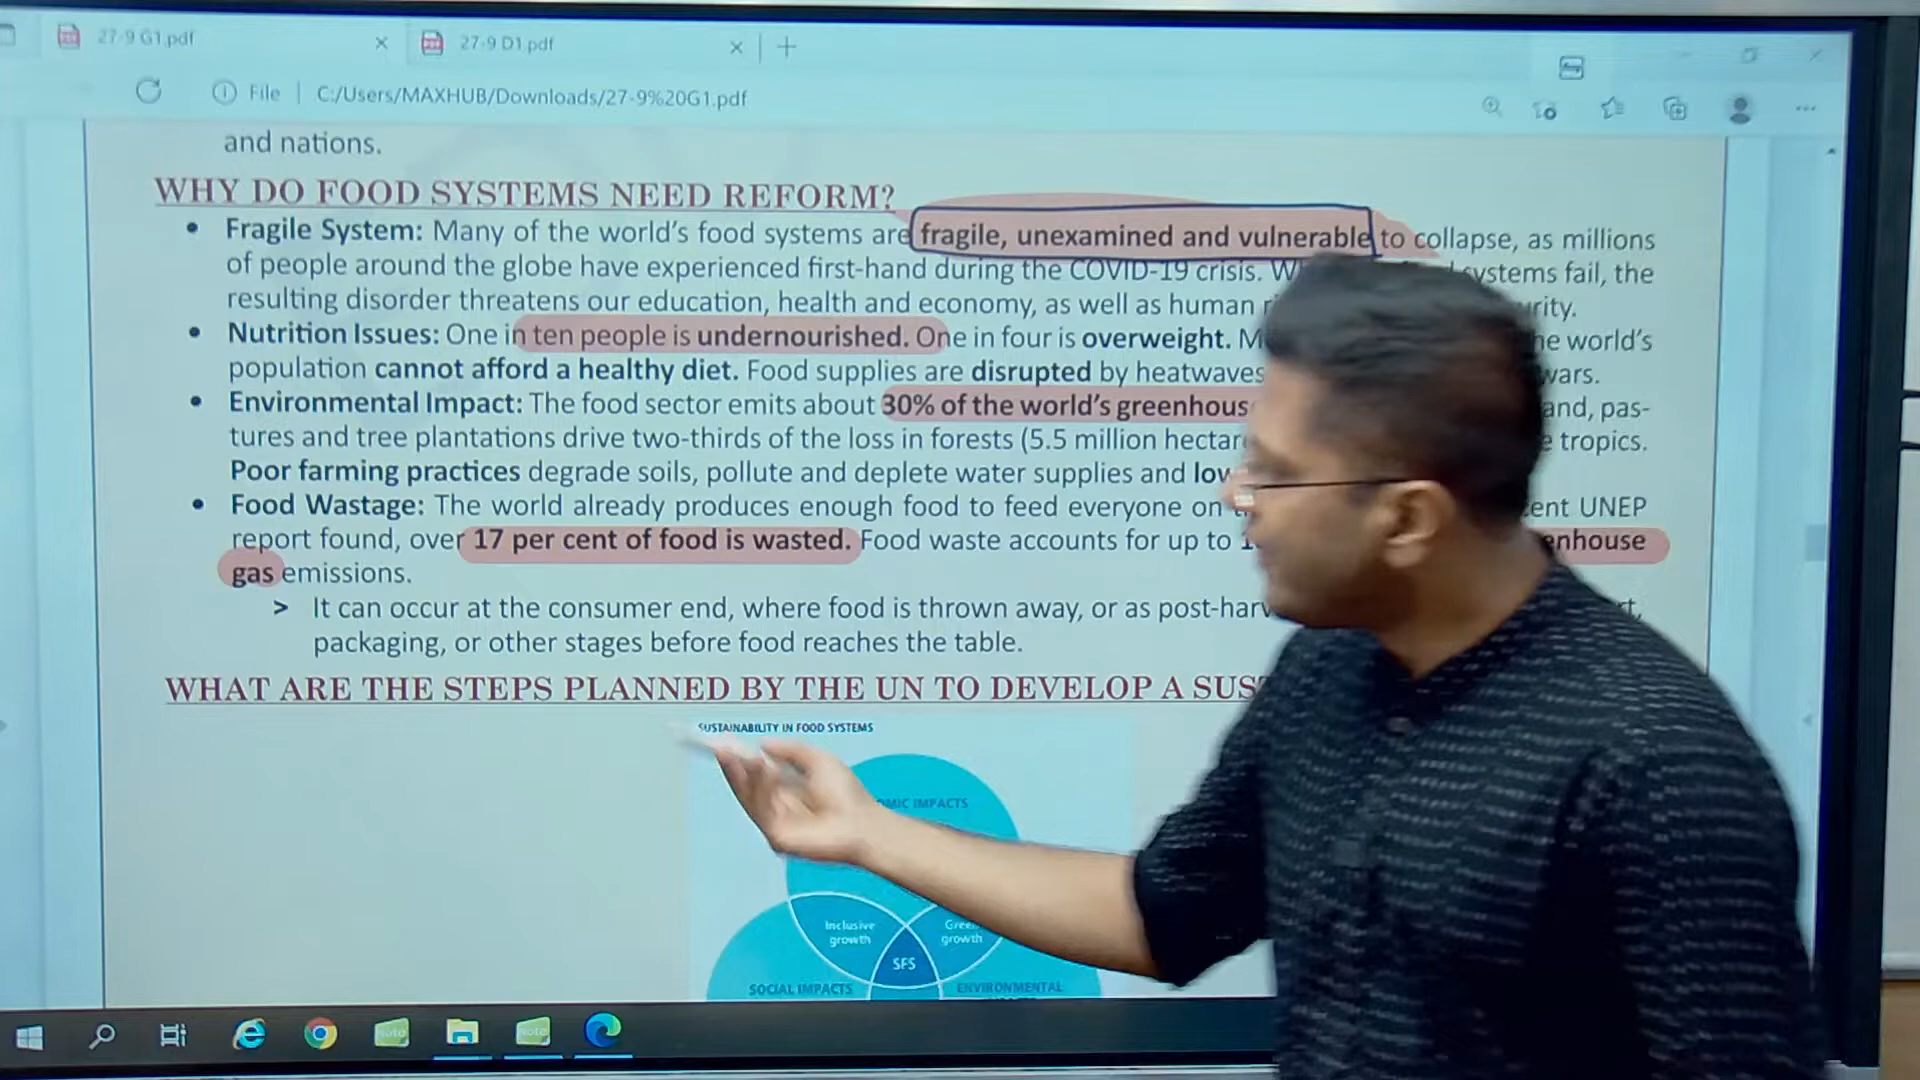 27-9 G1.pdf
27-9 D1.pdf
File | C:/Users/MAXHUB/Downloads/27-9%20G1.pdf
and nations.
WHY DO FOOD SYSTEMS NEED REFORM?
• Fragile System: Many of the world's food systems are fragile, unexamined and vulnerable to collapse, as millions
of people around the globe have experienced first-hand during the COVID-19 crisis. systems fail, the
resulting disorder threatens our education, health and economy, as well as human
• Nutrition Issues: One in ten people is undernourished. One in four is overweight. the world's
population cannot afford a healthy diet. Food supplies are disrupted by heatwaves wars.
• Environmental Impact: The food sector emits about 30% of the world's greenhouse pas-
tures and tree plantations drive two-thirds of the loss in forests (5.5 million tropics.
Poor farming practices degrade soils, pollute and deplete water supplies and
• Food Wastage: The world already produces enough food to feed everyone on UNEP
report found, over 17 per cent of food is wasted. Food waste accounts for up to greenhouse
gas emissions.
> It can occur at the consumer end, where food is thrown away, or as
packaging, or other stages before food reaches the table.
WHAT ARE THE STEPS PLANNED BY THE UN TO DEVELOP A
SUSTAINABILITY IN FOOD SYSTEMS
IMPACTS
Inclusive growth
Green growth
SFS
SOCIAL IMPACTS
ENVIRONMENTAL